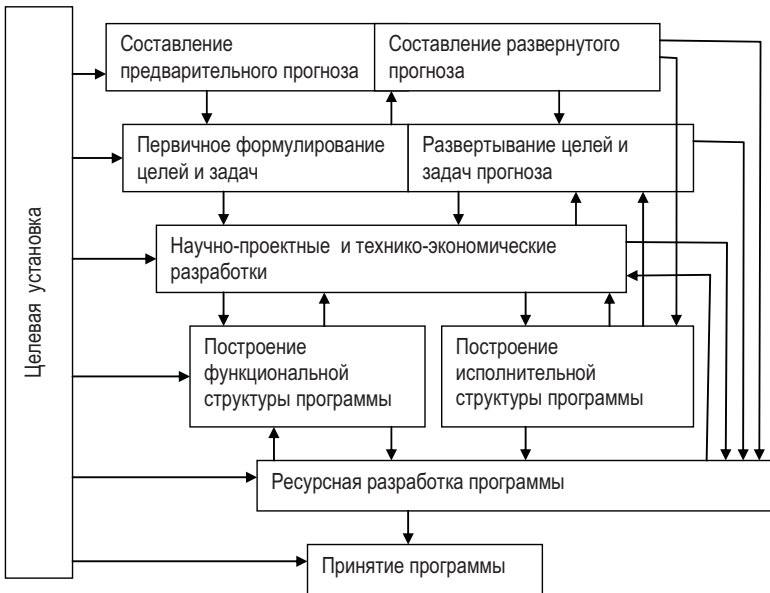 Целевая установка
Составление
предварительного прогноза
Составление развернутого
прогноза
Первичное формулирование
целей и задач
Развертывание целей и
задач прогноза
Научно-проектные и технико-экономические
разработки
Построение
функциональной
структуры программы
Построение
исполнительной
структуры программы
Ресурсная разработка программы
Принятие программы